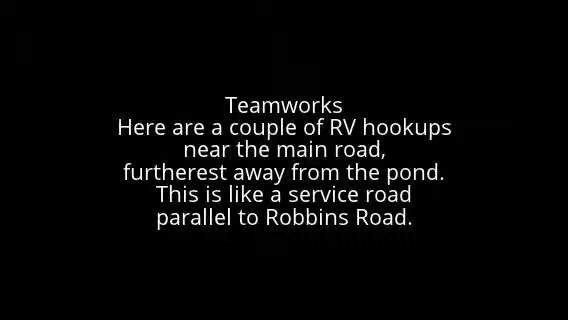 Teamworks
Here are a couple of RV hookups
near the main road,
furtherest away from the pond.
This is like a service road
parallel to Robbins Road.